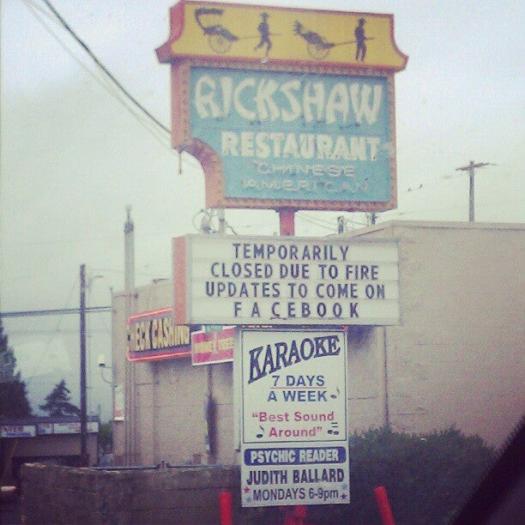 RICKSHAW
RESTAURANT
CHINESE
AMERICAN
TEMPORARILY
CLOSED DUE TO FIRE
UPDATES TO COME ON
FACEBOOK
CHECK CASHING
KARAOKE
7 DAYS
A WEEK
"Best Sound
Around"
PSYCHIC READER
JUDITH BALLARD
MONDAYS 6-9pm